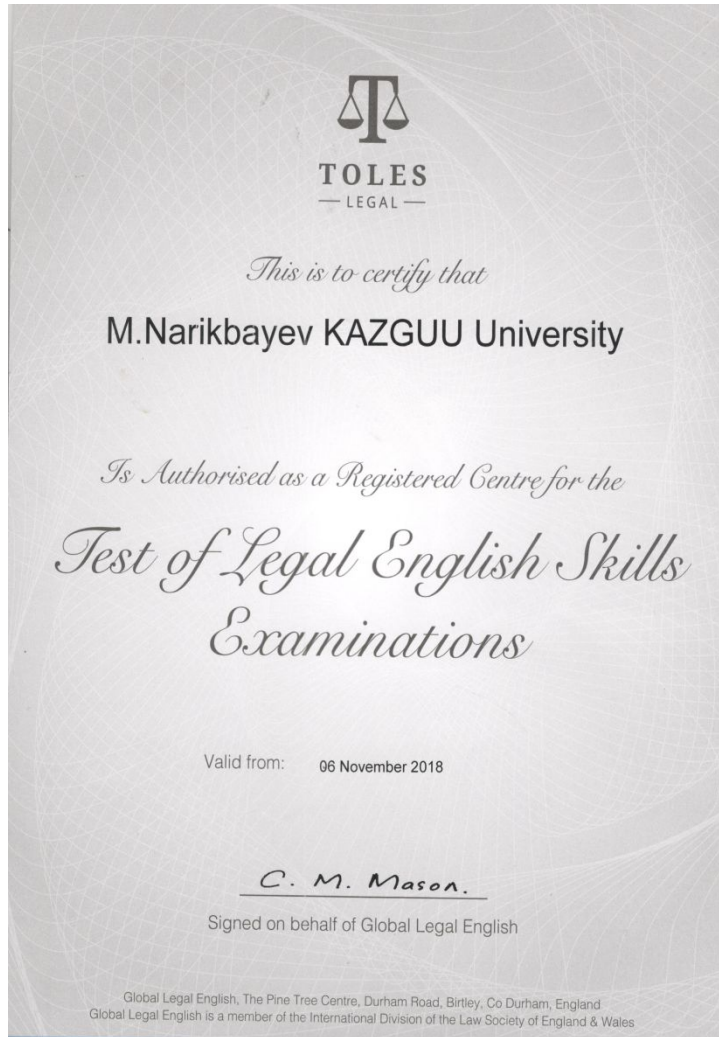 TOLES
LEGAL
This is to certify that
M.Narikbayev KAZGUU University
Is Authorised as a Registered Centre for the
Test of Legal English Skills
Examinations
Valid from: 06 November 2018
C. M. Mason.
Signed on behalf of Global Legal English
Global Legal English, The Pine Tree Centre, Durham Road, Birtley, Co Durham, England
Global Legal English is a member of the International Division of the Law Society of England & Wales